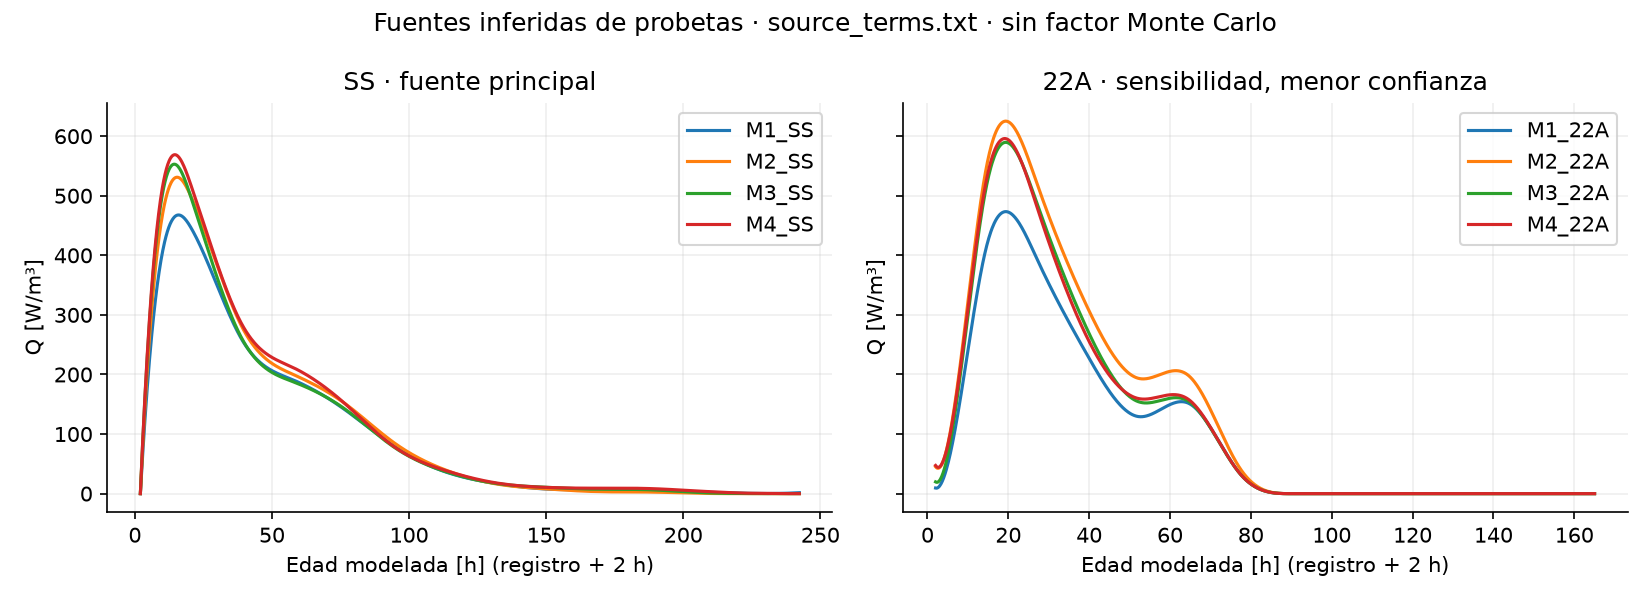 Fuentes inferidas de probetas · source_terms.txt · sin factor Monte Carlo
SS · fuente principal
Q [W/m³]
600
500
400
300
200
100
0
M1_SS
M2_SS
M3_SS
M4_SS
0 50 100 150 200 250
Edad modelada [h] (registro + 2 h)
22A · sensibilidad, menor confianza
Q [W/m³]
M1_22A
M2_22A
M3_22A
M4_22A
0 20 40 60 80 100 120 140 160
Edad modelada [h] (registro + 2 h)